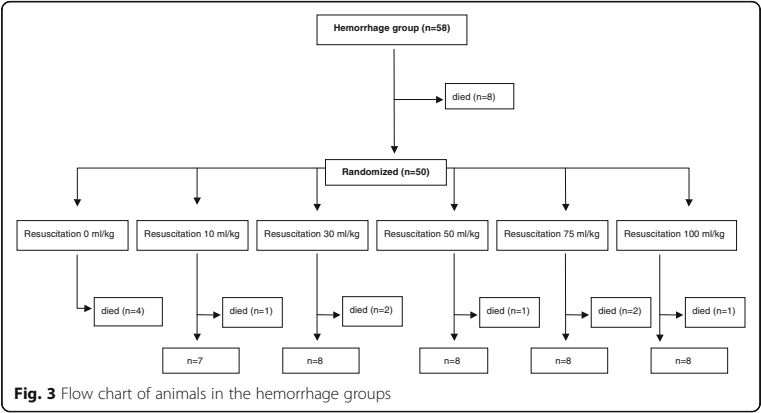 Hemorrhage group (n=58)
died (n=8)
Randomized (n=50)
Resuscitation 0 ml/kg
Resuscitation 10 ml/kg
Resuscitation 30 ml/kg
Resuscitation 50 ml/kg
Resuscitation 75 ml/kg
Resuscitation 100 ml/kg
died (n=4)
died (n=1)
died (n=2)
died (n=1)
died (n=2)
died (n=1)
n=7
n=8
n=8
n=8
n=8
Fig. 3 Flow chart of animals in the hemorrhage groups